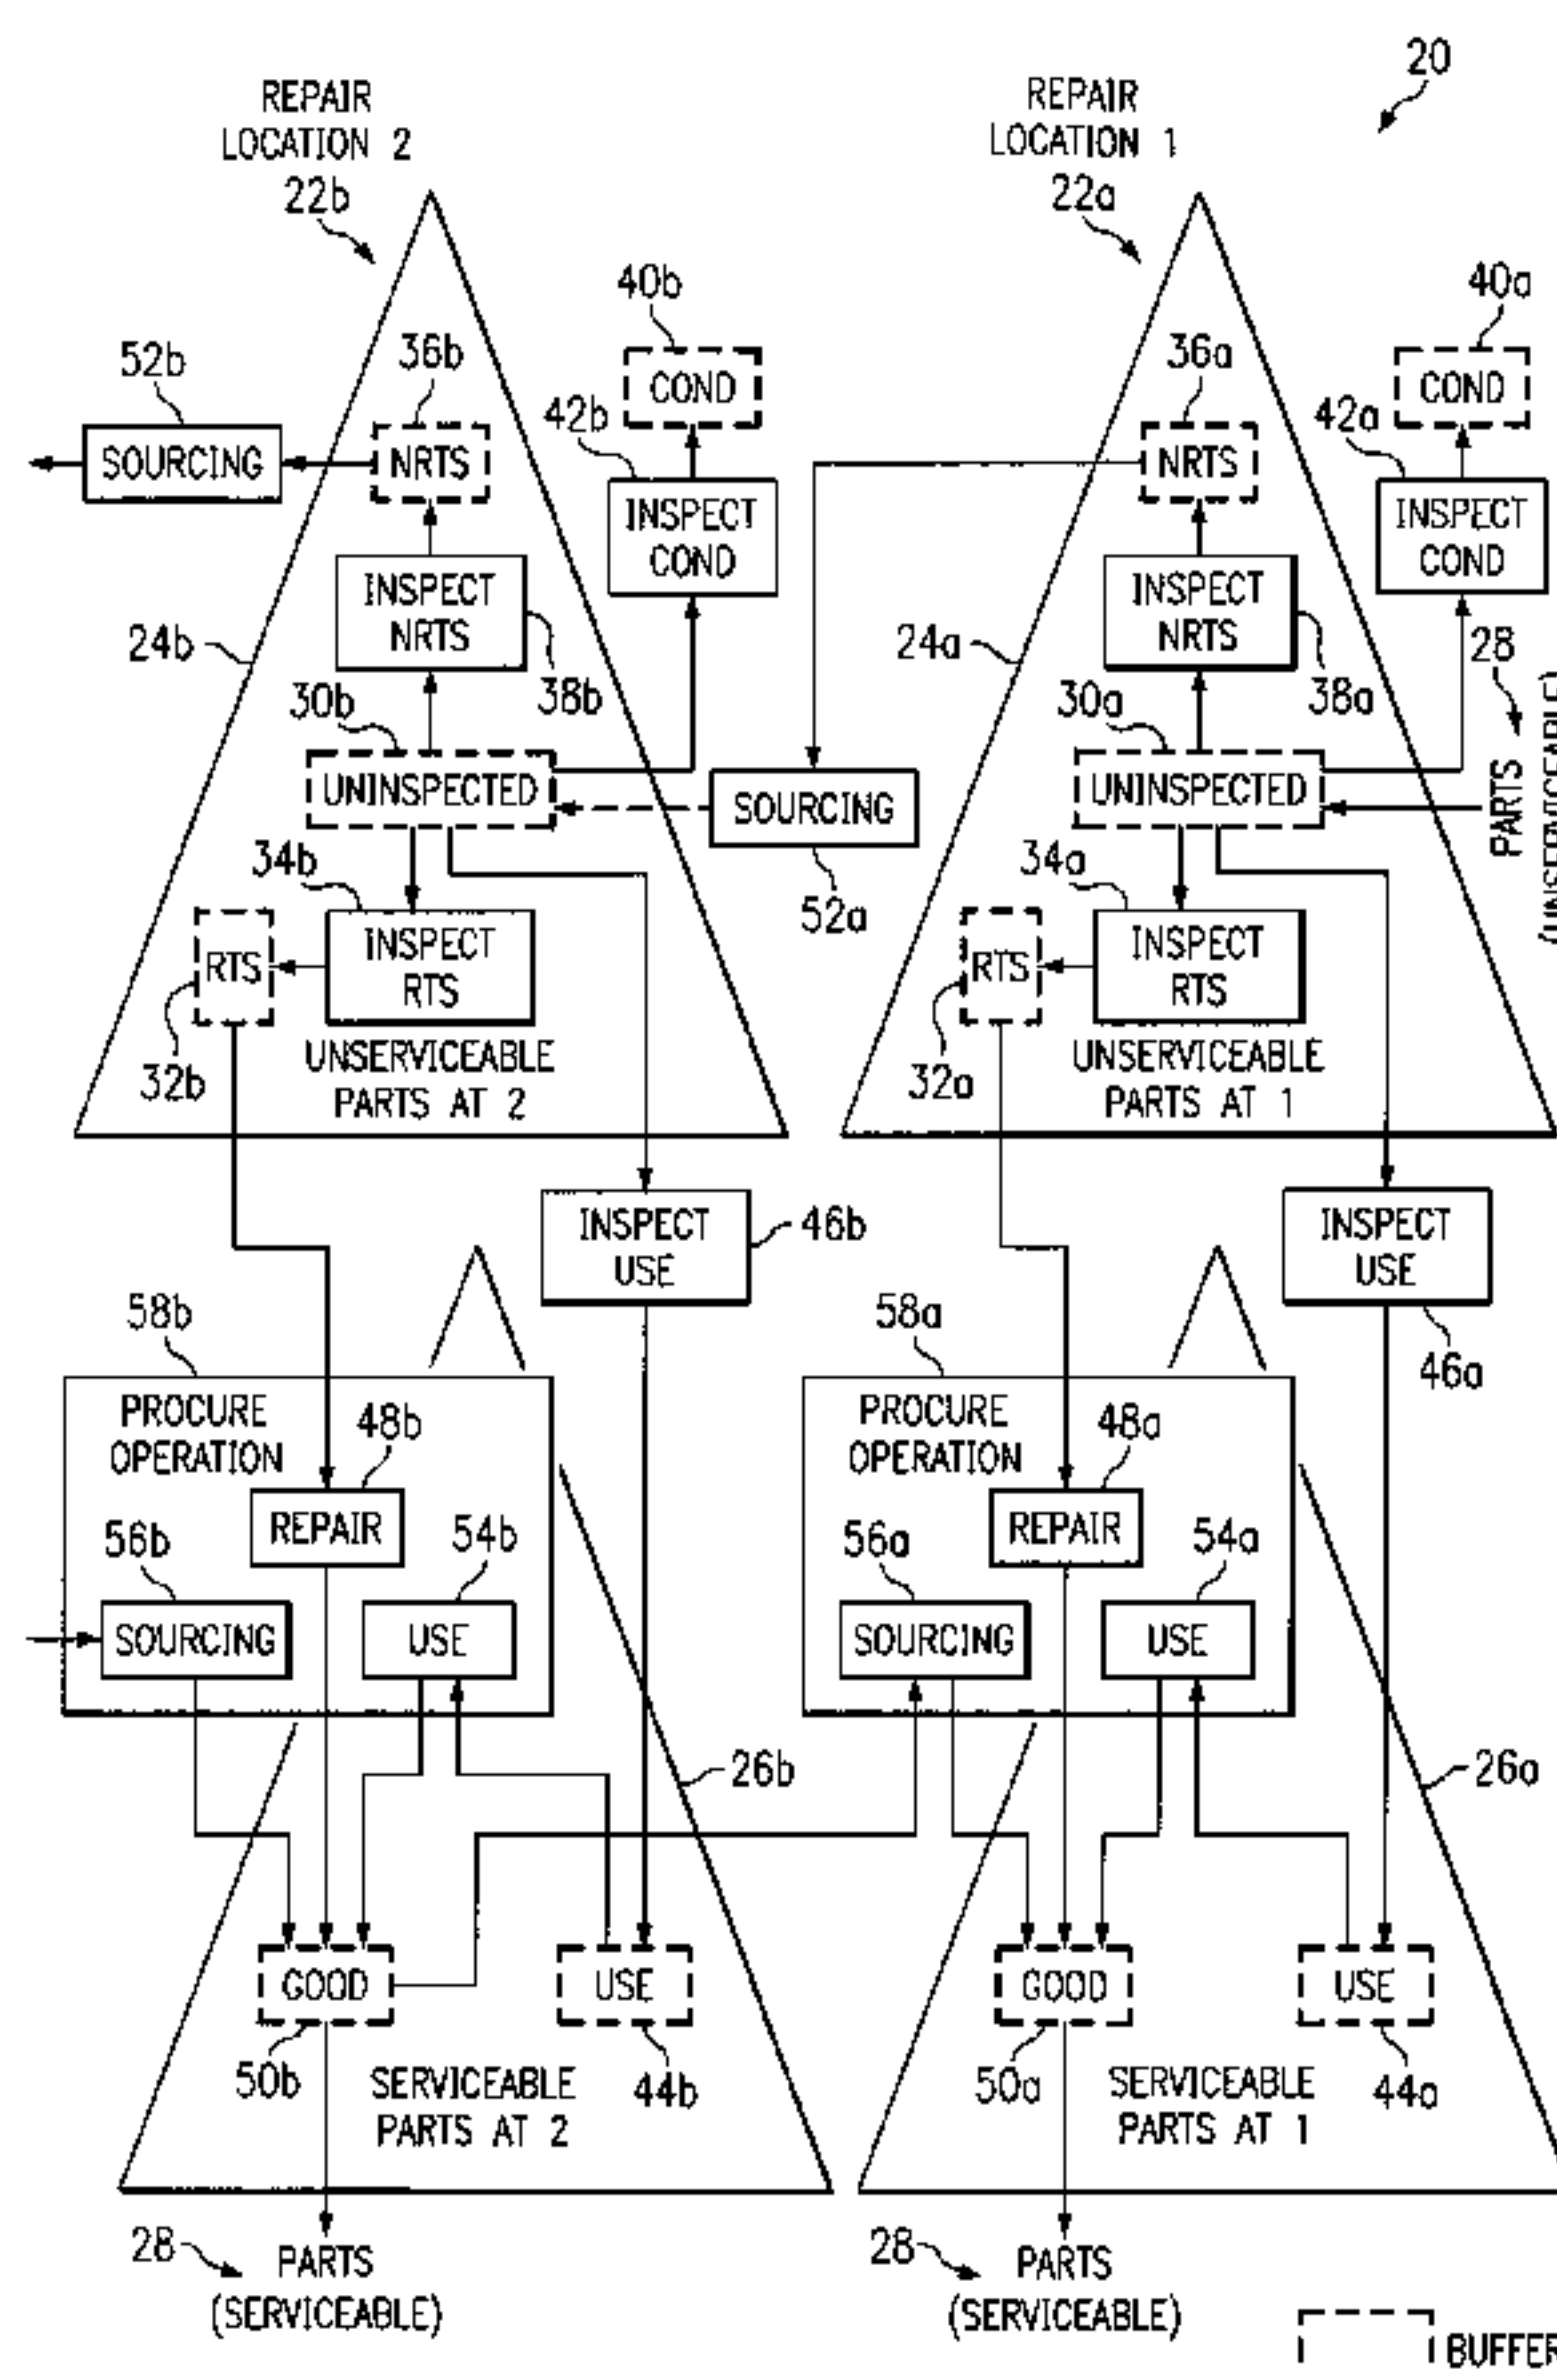 20
REPAIR
LOCATION 2
22b
REPAIR
LOCATION 1
22a
40b
40a
52b
36b
COND
42b
36a
COND
42a
SOURCING
NRTS
INSPECT
COND
NRTS
INSPECT
COND
INSPECT
NRTS
INSPECT
NRTS
24b
38b
24a
38a
28
30b
30a
UNINSPECTED
SOURCING
UNINSPECTED
PARTS
(UNSERVICEABLE)
34b
52a
34a
RTS
INSPECT
RTS
RTS
INSPECT
RTS
32b
UNSERVICEABLE
PARTS AT 2
32a
UNSERVICEABLE
PARTS AT 1
INSPECT
USE
46b
INSPECT
USE
46a
58b
58a
PROCURE
OPERATION
48b
PROCURE
OPERATION
48a
REPAIR
REPAIR
56b
54b
56a
54a
SOURCING
USE
SOURCING
USE
26b
26a
GOOD
USE
GOOD
USE
50b
SERVICEABLE
PARTS AT 2
44b
50a
SERVICEABLE
PARTS AT 1
44a
28
PARTS
(SERVICEABLE)
28
PARTS
(SERVICEABLE)
BUFFER